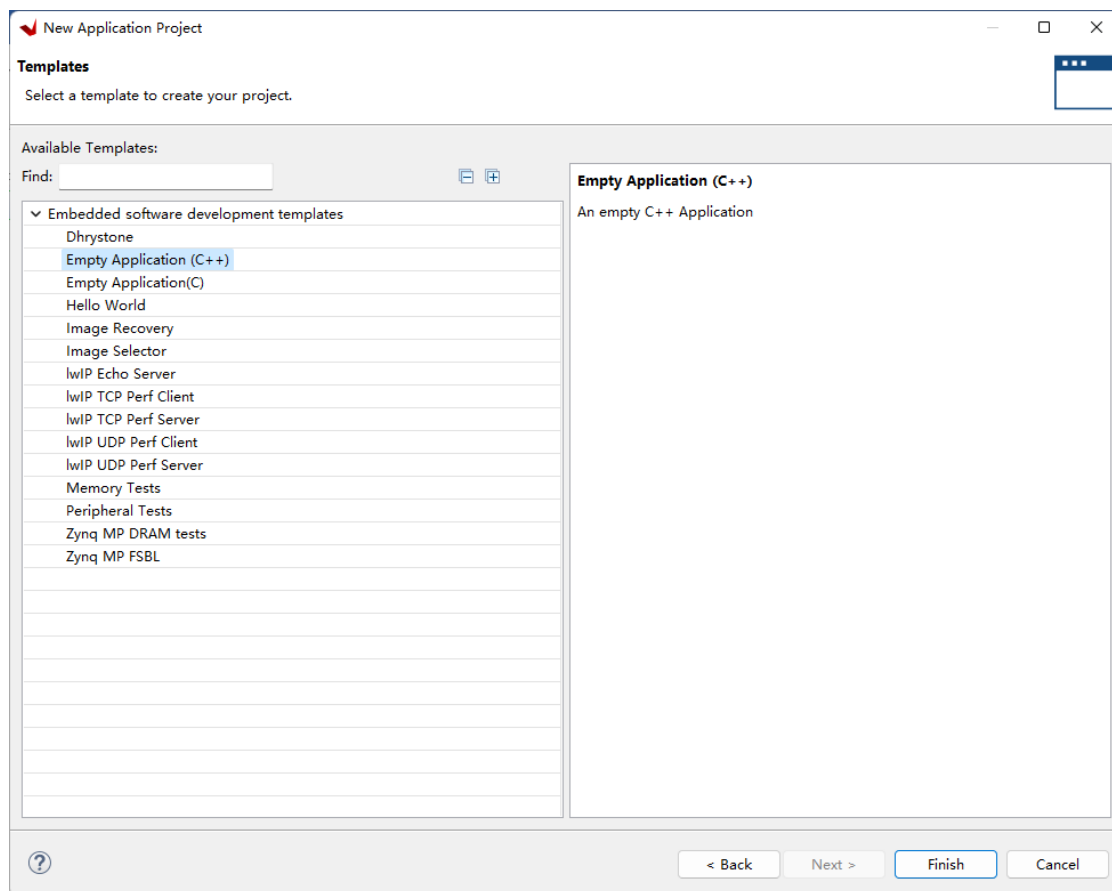 New Application Project
Templates
Select a template to create your project.
Available Templates:
Find:
Embedded software development templates
Dhrystone
Empty Application (C++)
Empty Application(C)
Hello World
Image Recovery
Image Selector
lwIP Echo Server
lwIP TCP Perf Client
lwIP TCP Perf Server
lwIP UDP Perf Client
lwIP UDP Perf Server
Memory Tests
Peripheral Tests
Zynq MP DRAM tests
Zynq MP FSBL
Empty Application (C++)
An empty C++ Application
< Back
Next >
Finish
Cancel